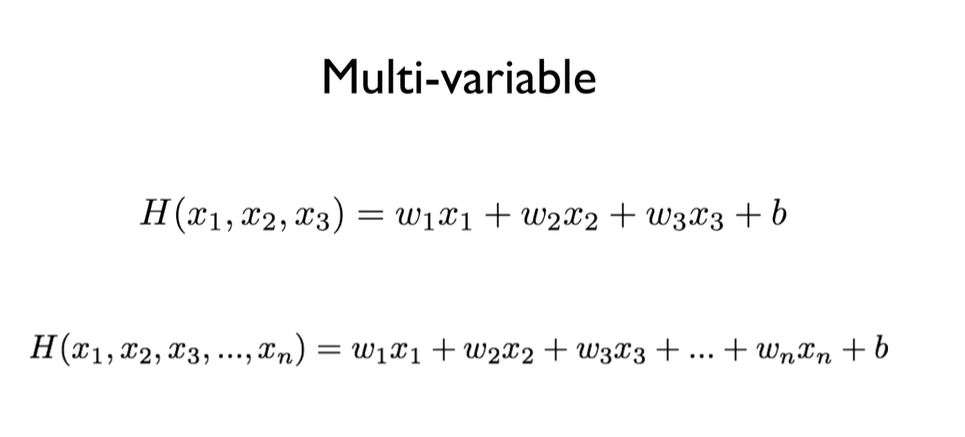 Multi-variable
H(x₁, x₂, x₃) = w₁x₁ + w₂x₂ + w₃x₃ + b
H(x₁, x₂, x₃, ..., xₙ) = w₁x₁ + w₂x₂ + w₃x₃ + ... + wₙxₙ + b